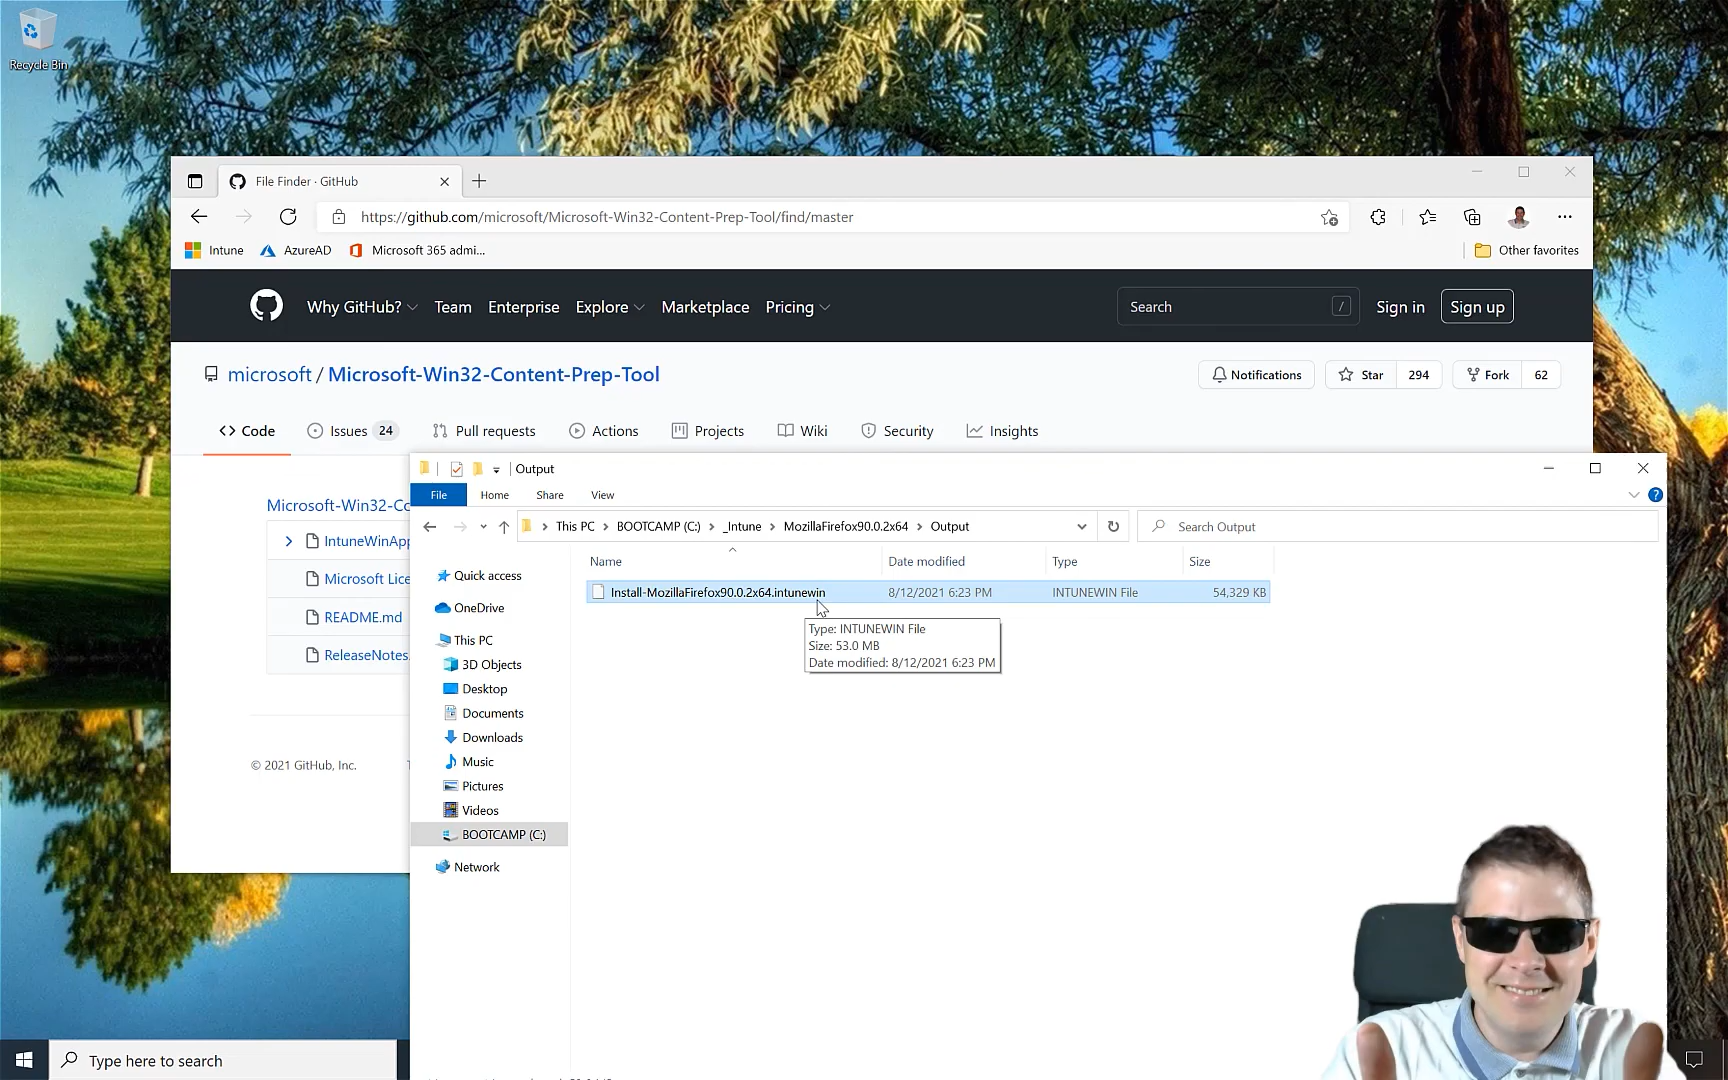 Recycle Bin
File Finder · GitHub
https://github.com/microsoft/Microsoft-Win32-Content-Prep-Tool/find/master
Intune
AzureAD
Microsoft 365 admi...
Other favorites
Why GitHub?
Team
Enterprise
Explore
Marketplace
Pricing
Search
/
Sign in
Sign up
microsoft / Microsoft-Win32-Content-Prep-Tool
Notifications
Star
294
Fork
62
Code
Issues
24
Pull requests
Actions
Projects
Wiki
Security
Insights
Microsoft-Win32-Co
IntuneWinApp
Microsoft Lice
README.md
ReleaseNotes.
© 2021 GitHub, Inc.
Output
File
Home
Share
View
?
This PC
BOOTCAMP (C:)
_Intune
MozillaFirefox90.0.2x64
Output
Search Output
Name
Date modified
Type
Size
Install-MozillaFirefox90.0.2x64.intunewin
8/12/2021 6:23 PM
INTUNEWIN File
54,329 KB
Type: INTUNEWIN File
Size: 53.0 MB
Date modified: 8/12/2021 6:23 PM
Quick access
OneDrive
This PC
3D Objects
Desktop
Documents
Downloads
Music
Pictures
Videos
BOOTCAMP (C:)
Network
Type here to search